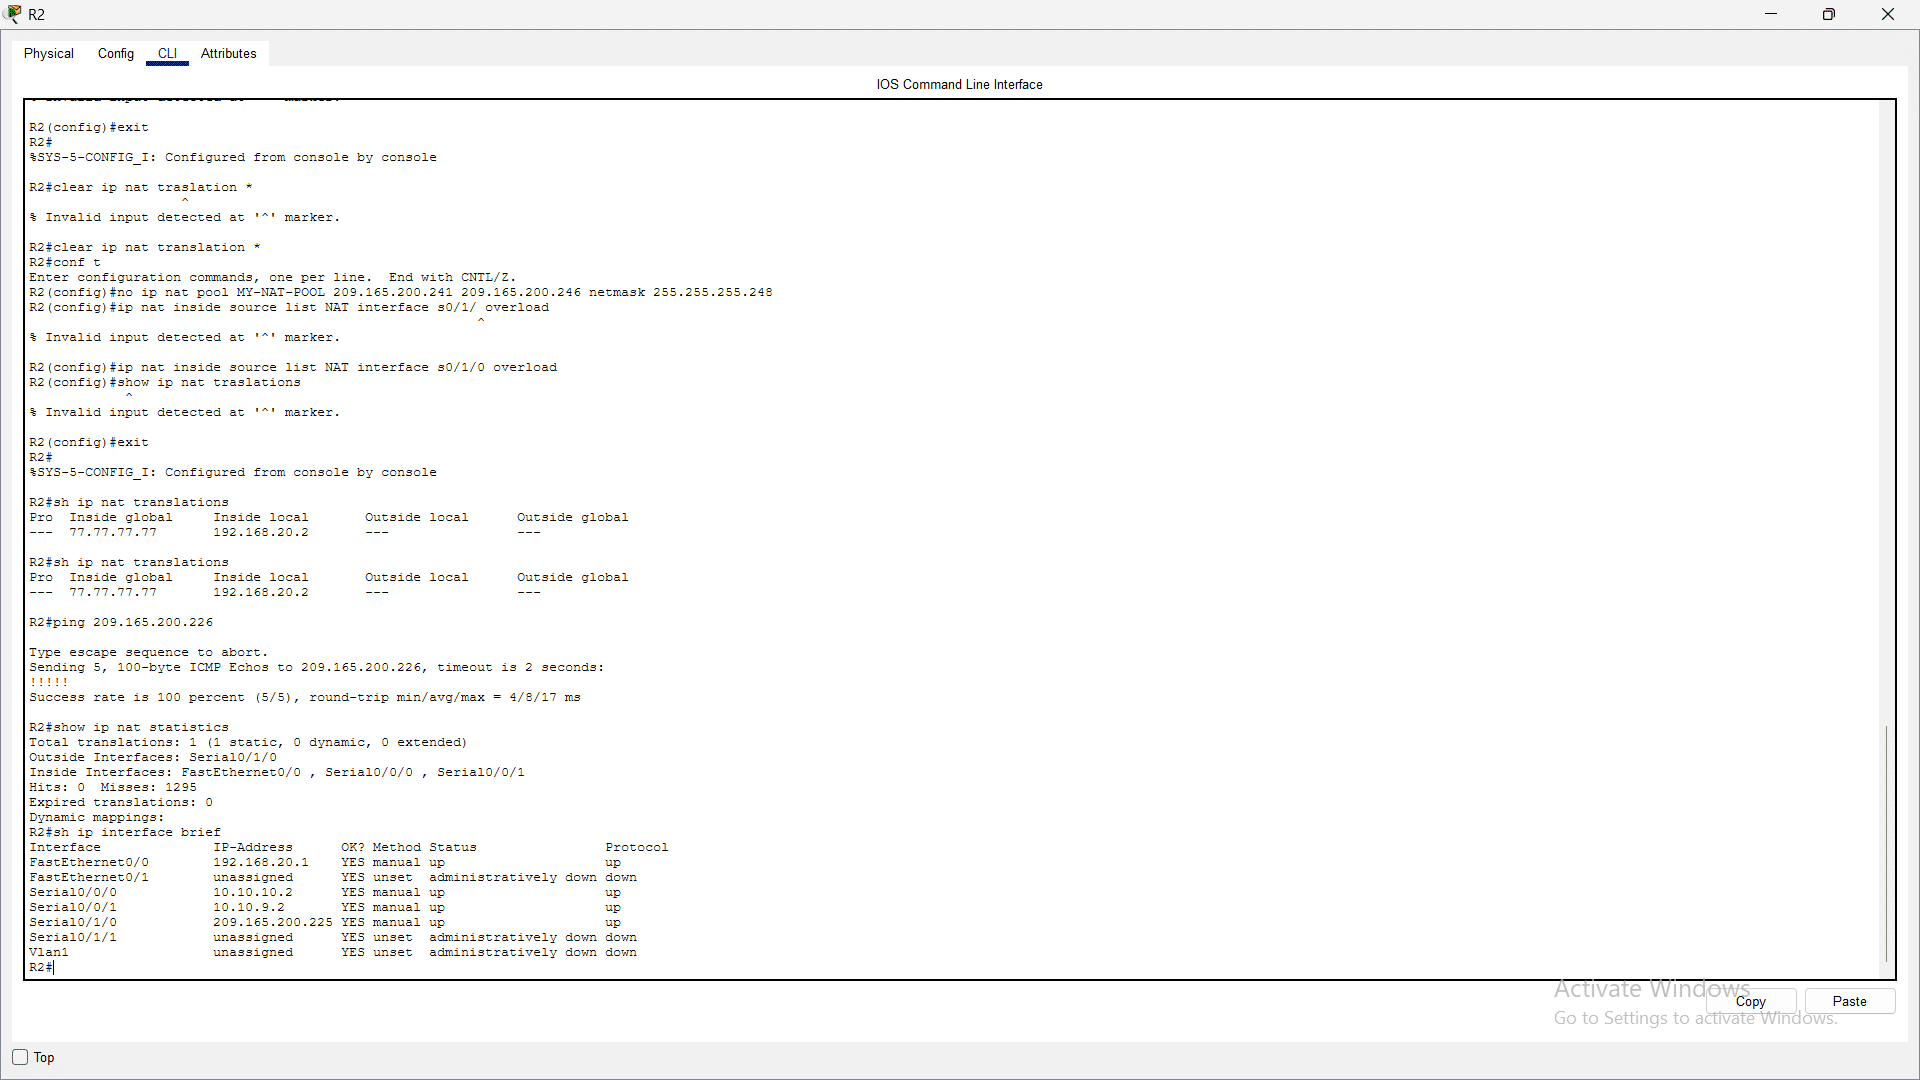 R2
Physical Config CLI Attributes
IOS Command Line Interface
R2(config)#exit
R2#
%SYS-5-CONFIG_I: Configured from console by console
R2#clear ip nat traslation *
^
% Invalid input detected at '^' marker.
R2#clear ip nat translation *
R2#conf t
Enter configuration commands, one per line. End with CNTL/Z.
R2(config)#no ip nat pool MY-NAT-POOL 209.165.200.241 209.165.200.246 netmask 255.255.255.248
R2(config)#ip nat inside source list NAT interface s0/1/ overload
^
% Invalid input detected at '^' marker.
R2(config)#ip nat inside source list NAT interface s0/1/0 overload
R2(config)#show ip nat traslations
^
% Invalid input detected at '^' marker.
R2(config)#exit
R2#
%SYS-5-CONFIG_I: Configured from console by console
R2#sh ip nat translations
Pro Inside global Inside local Outside local Outside global
--- 77.77.77.77 192.168.20.2 --- ---
R2#sh ip nat translations
Pro Inside global Inside local Outside local Outside global
--- 77.77.77.77 192.168.20.2 --- ---
R2#ping 209.165.200.226
Type escape sequence to abort.
Sending 5, 100-byte ICMP Echos to 209.165.200.226, timeout is 2 seconds:
!!!!!
Success rate is 100 percent (5/5), round-trip min/avg/max = 4/8/17 ms
R2#show ip nat statistics
Total translations: 1 (1 static, 0 dynamic, 0 extended)
Outside Interfaces: Serial0/1/0
Inside Interfaces: FastEthernet0/0 , Serial0/0/0 , Serial0/0/1
Hits: 0 Misses: 1295
Expired translations: 0
Dynamic mappings:
R2#sh ip interface brief
Interface IP-Address OK? Method Status Protocol
FastEthernet0/0 192.168.20.1 YES manual up up
FastEthernet0/1 unassigned YES unset administratively down down
Serial0/0/0 10.10.10.2 YES manual up up
Serial0/0/1 10.10.9.2 YES manual up up
Serial0/1/0 209.165.200.225 YES manual up up
Serial0/1/1 unassigned YES unset administratively down down
Vlan1 unassigned YES unset administratively down down
R2#
Activate Windows
Copy Paste
Go to Settings to activate Windows.
Top